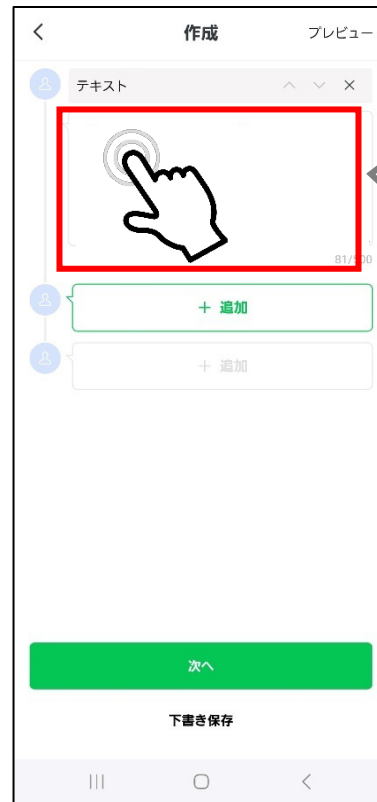 作成
プレビュー
テキスト
81/500
+ 追加
+ 追加
次へ
下書き保存